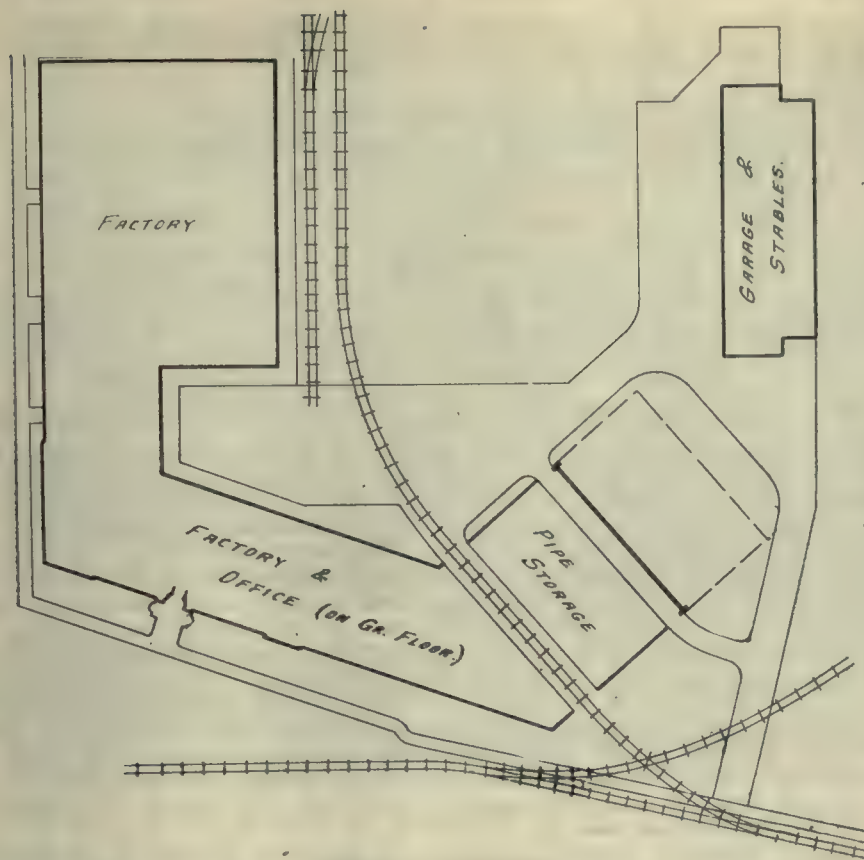 FACTORY
GARAGE &
STABLES.
FACTORY &
OFFICE (ON GR. FLOOR.)
PIPE
STORAGE